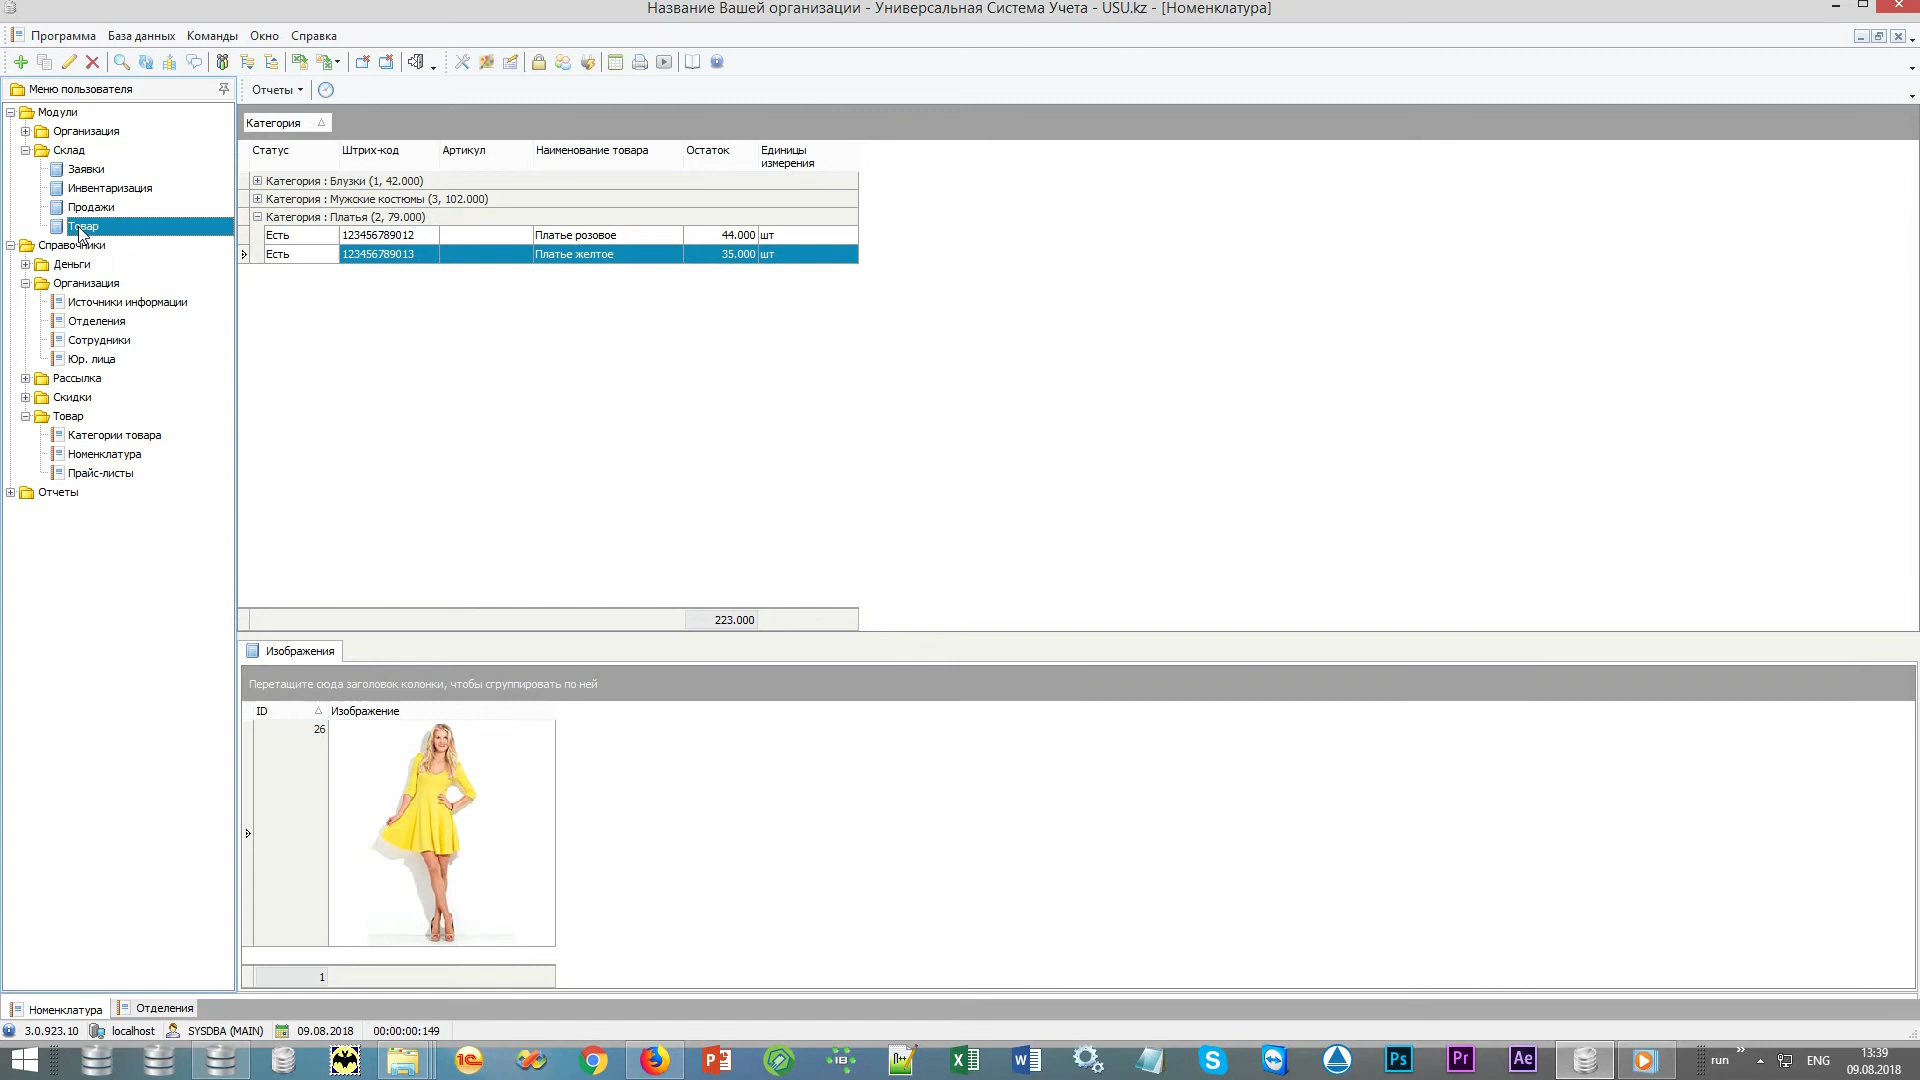 Название Вашей организации - Универсальная Система Учета - USU.kz - [Номенклатура]
Программа База данных Команды Окно Справка
Меню пользователя
Модули
Организация
Склад
Заявки
Инвентаризация
Продажи
Товар
Справочники
Деньги
Организация
Источники информации
Отделения
Сотрудники
Юр. лица
Рассылка
Скидки
Товар
Категории товара
Номенклатура
Прайс-листы
Отчеты
Отчеты
Категория
Статус Штрих-код Артикул Наименование товара Остаток Единицы измерения
Категория : Блузки (1, 42.000)
Категория : Мужские костюмы (3, 102.000)
Категория : Платья (2, 79.000)
Есть 123456789012 Платье розовое 44.000 шт
Есть 123456789013 Платье желтое 35.000 шт
223.000
Изображения
Перетащите сюда заголовок колонки, чтобы сгруппировать по ней
ID Изображение
26
1
Номенклатура Отделения
3.0.923.10 localhost SYSDBA (MAIN) 09.08.2018 00:00:00:149
1С IB Ps Pr Ae run ENG 13:39
09.08.2018